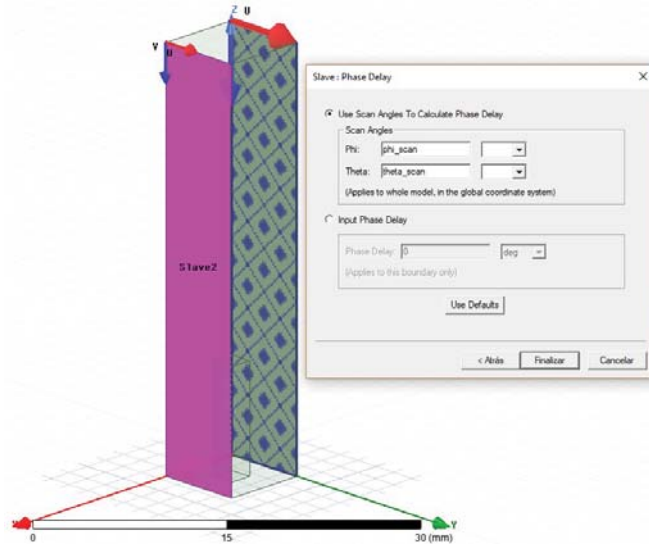 Z U
V
U
Slave2
X
Y
0 15 30 (mm)
Slave : Phase Delay
Use Scan Angles To Calculate Phase Delay
Scan Angles
Phi: phi_scan
Theta: theta_scan
(Applies to whole model, in the global coordinate system)
Input Phase Delay
Phase Delay: 0 deg
(Applies to this boundary only)
Use Defaults
< Atrás Finalizar Cancelar